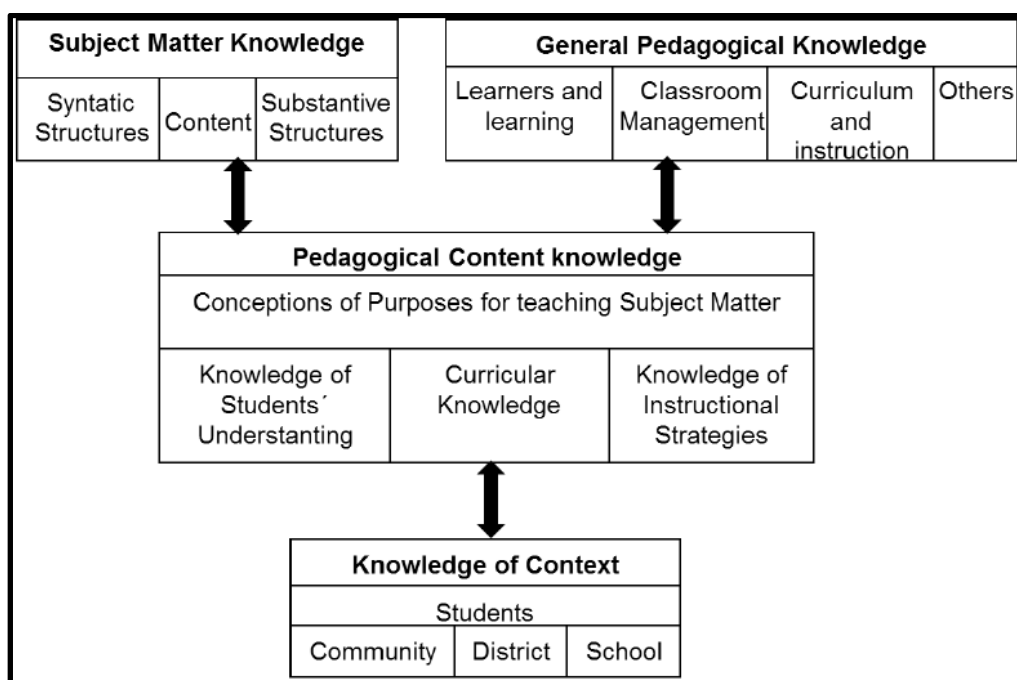 Subject Matter Knowledge
Syntatic
Structures
Content
Substantive
Structures
General Pedagogical Knowledge
Learners and
learning
Classroom
Management
Curriculum
and
instruction
Others
Pedagogical Content knowledge
Conceptions of Purposes for teaching Subject Matter
Knowledge of
Students´
Understanting
Curricular
Knowledge
Knowledge of
Instructional
Strategies
Knowledge of Context
Students
Community
District
School